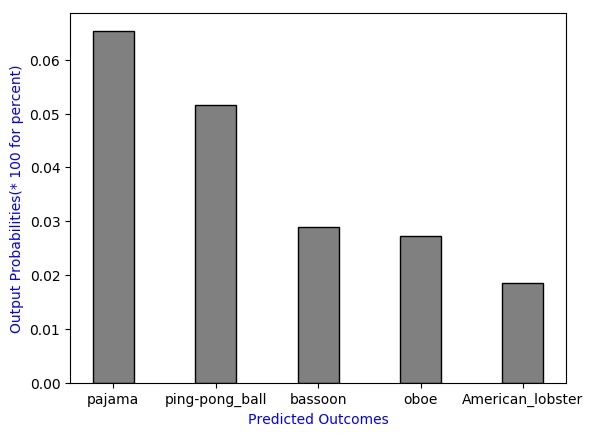 Output Probabilities(* 100 for percent)
0.06
0.05
0.04
0.03
0.02
0.01
0.00
pajama ping-pong_ball bassoon oboe American_lobster
Predicted Outcomes